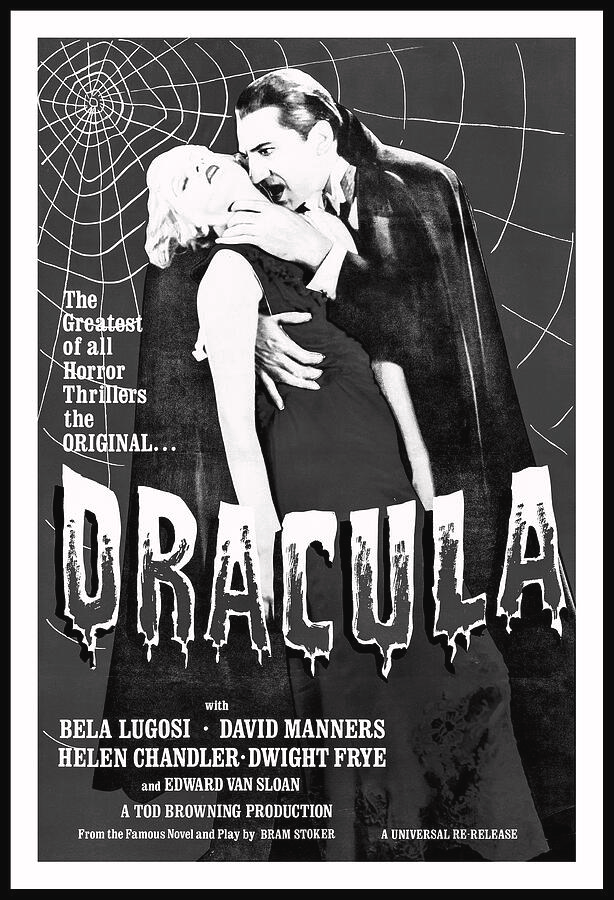 The
Greatest
of all
Horror
Thrillers
the
ORIGINAL...
DRACULA
with
BELA LUGOSI · DAVID MANNERS
HELEN CHANDLER · DWIGHT FRYE
and EDWARD VAN SLOAN
A TOD BROWNING PRODUCTION
From the Famous Novel and Play by BRAM STOKER A UNIVERSAL RE-RELEASE